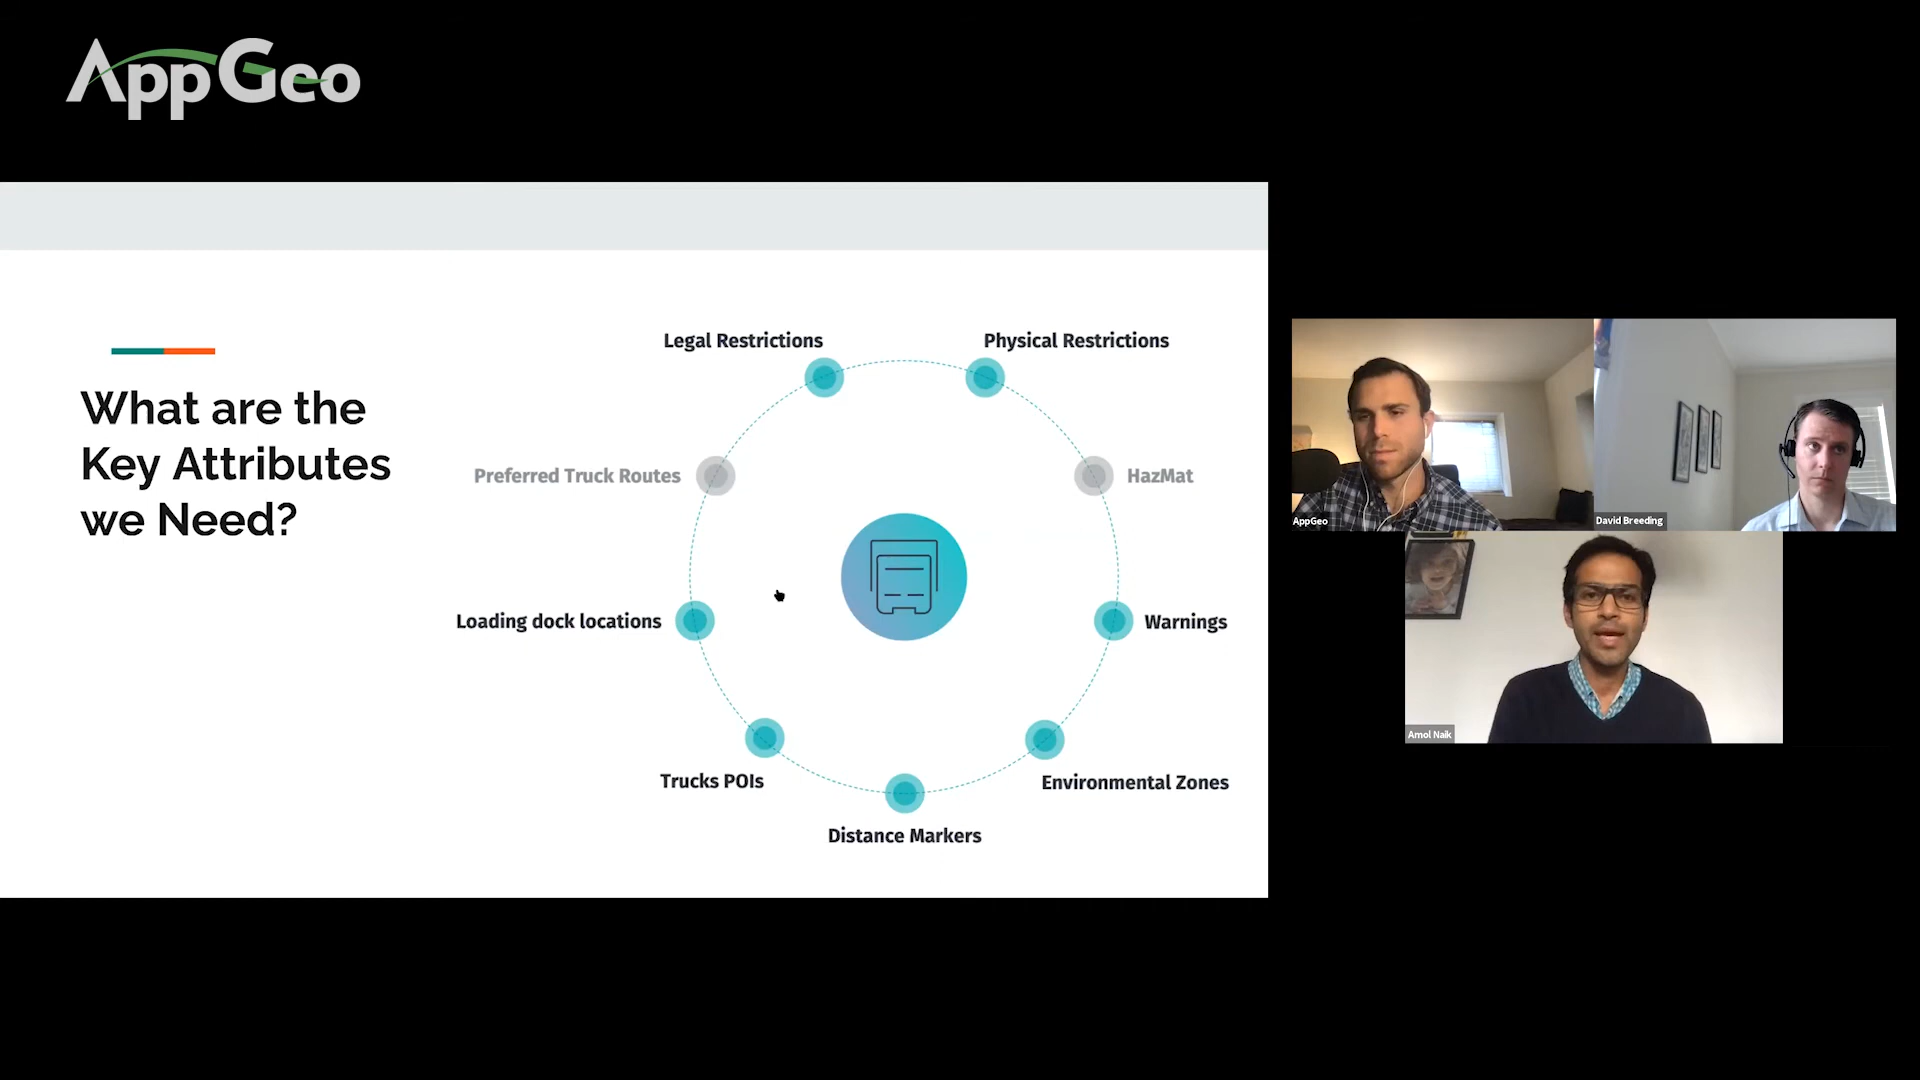 AppGeo
What are the
Key Attributes
we Need?
Legal Restrictions
Physical Restrictions
Preferred Truck Routes
HazMat
Loading dock locations
Warnings
Trucks POIs
Environmental Zones
Distance Markers
AppGeo
David Breeding
Amol Naik